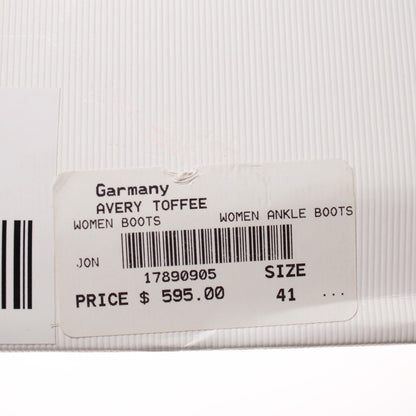 Garmany
AVERY TOFFEE
WOMEN BOOTS WOMEN ANKLE BOOTS
JON
17890905 SIZE
PRICE $ 595.00 41 ...